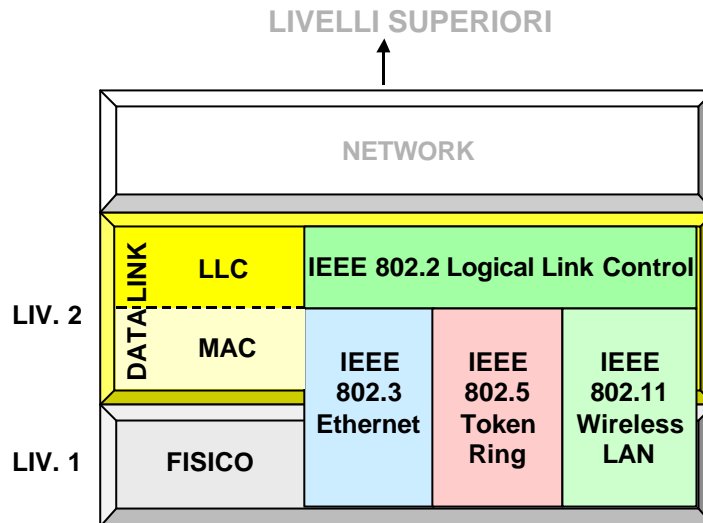 LIVELLI SUPERIORI
NETWORK
LIV. 2
DATA LINK
LLC
IEEE 802.2 Logical Link Control
MAC
IEEE
802.3
Ethernet
IEEE
802.5
Token
Ring
IEEE
802.11
Wireless
LAN
LIV. 1
FISICO